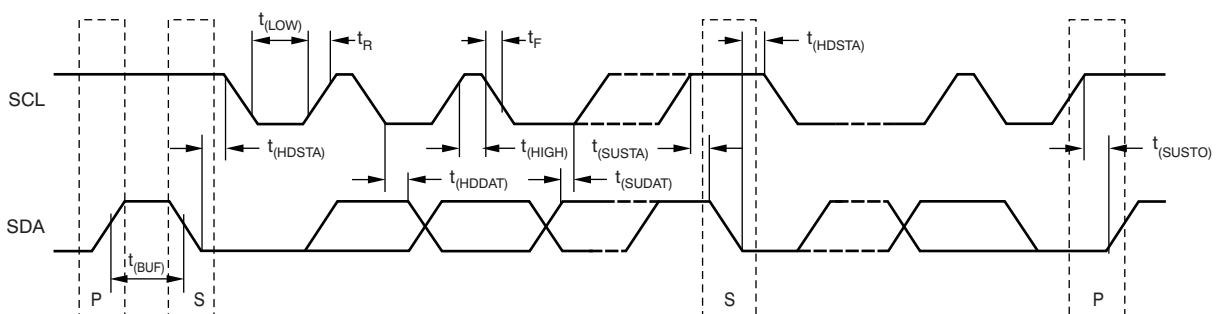 t(LOW)
tR
tF
t(HDSTA)
SCL
t(HDSTA)
t(HIGH)
t(SUSTA)
t(SUSTO)
t(HDDAT)
t(SUDAT)
SDA
t(BUF)
P
S
S
P